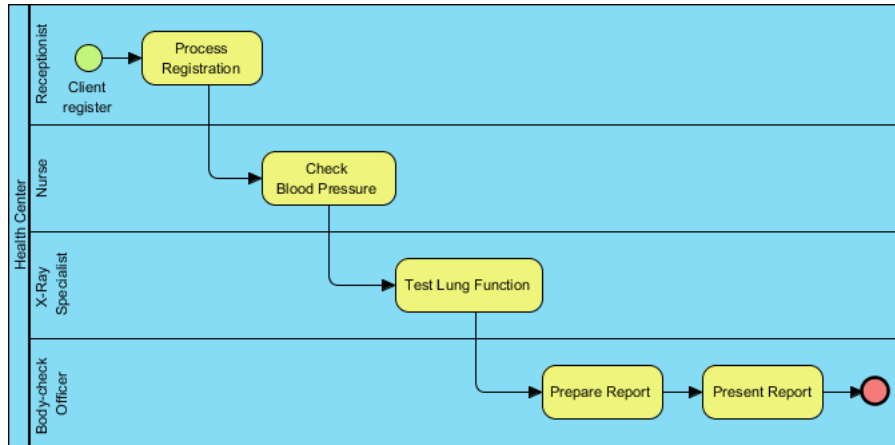 Health Center
Receptionist
Client
register
Process
Registration
Nurse
Check
Blood Pressure
X-Ray
Specialist
Test Lung Function
Body-check
Officer
Prepare Report
Present Report